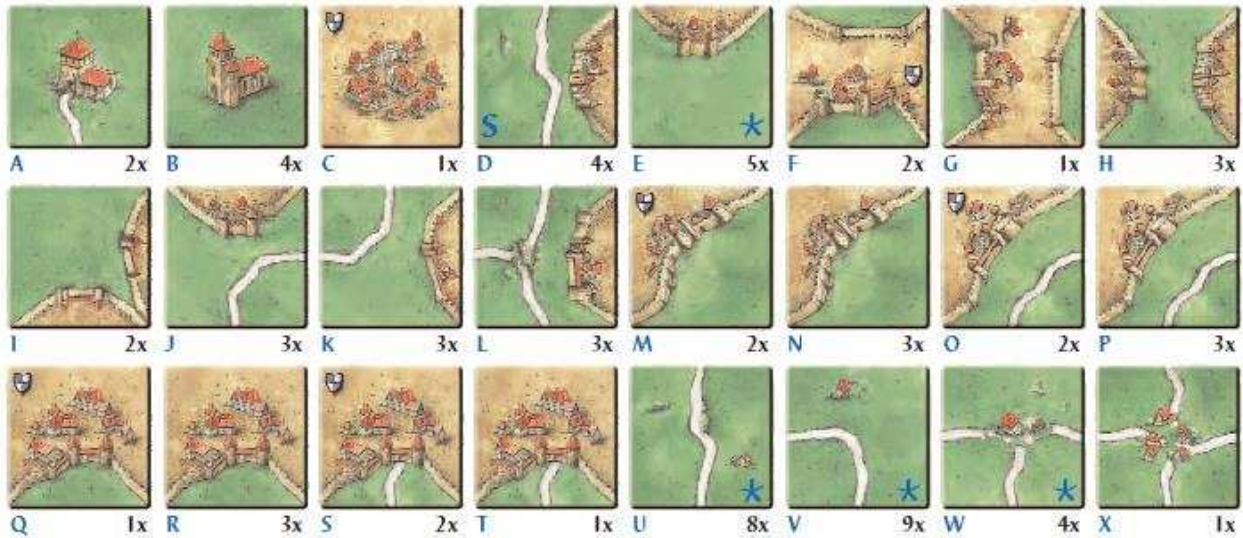 S
A 2x B 4x C 1x D 4x E 5x F 2x G 1x H 3x
I 2x J 3x K 3x L 3x M 2x N 3x O 2x P 3x
Q 1x R 3x S 2x T 1x U 8x V 9x W 4x X 1x